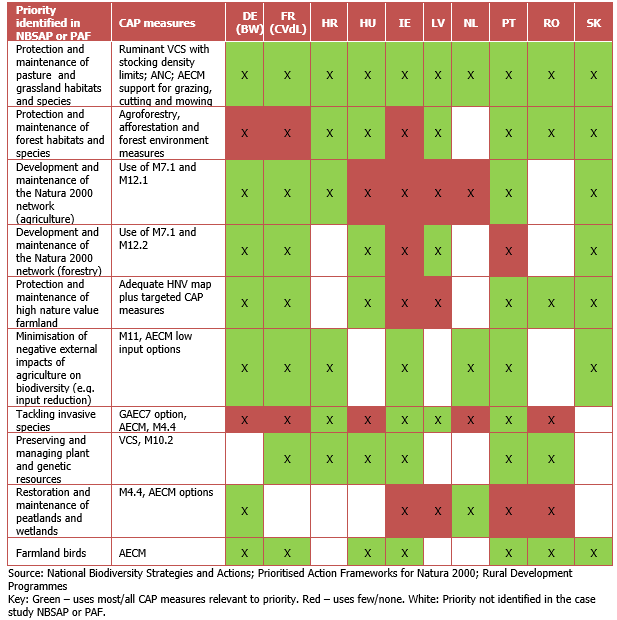 Priority identified in NBSAP or PAF CAP measures DE (BW) FR (CVdL) HR HU IE LV NL PT RO SK
Protection and maintenance of pasture and grassland habitats and species Ruminant VCS with stocking density limits; ANC; AECM support for grazing, cutting and mowing X X X X X X X X X X
Protection and maintenance of forest habitats and species Agroforestry, afforestation and forest environment measures X X X X X X X X X
Development and maintenance of the Natura 2000 network (agriculture) Use of M7.1 and M12.1 X X X X X X X X X
Development and maintenance of the Natura 2000 network (forestry) Use of M7.1 and M12.2 X X X X X X X
Protection and maintenance of high nature value farmland Adequate HNV map plus targeted CAP measures X X X X X X X X
Minimisation of negative external impacts of agriculture on biodiversity (e.g. input reduction) M11, AECM low input options X X X X X X X
Tackling invasive species GAEC7 option, AECM, M4.4 X X X X X X X X X
Preserving and managing plant and genetic resources VCS, M10.2 X X X X X X
Restoration and maintenance of peatlands and wetlands M4.4, AECM options X X X X X X
Farmland birds AECM X X X X X X X
Source: National Biodiversity Strategies and Actions; Prioritised Action Frameworks for Natura 2000; Rural Development
Programmes
Key: Green – uses most/all CAP measures relevant to priority. Red – uses few/none. White: Priority not identified in the case
study NBSAP or PAF.